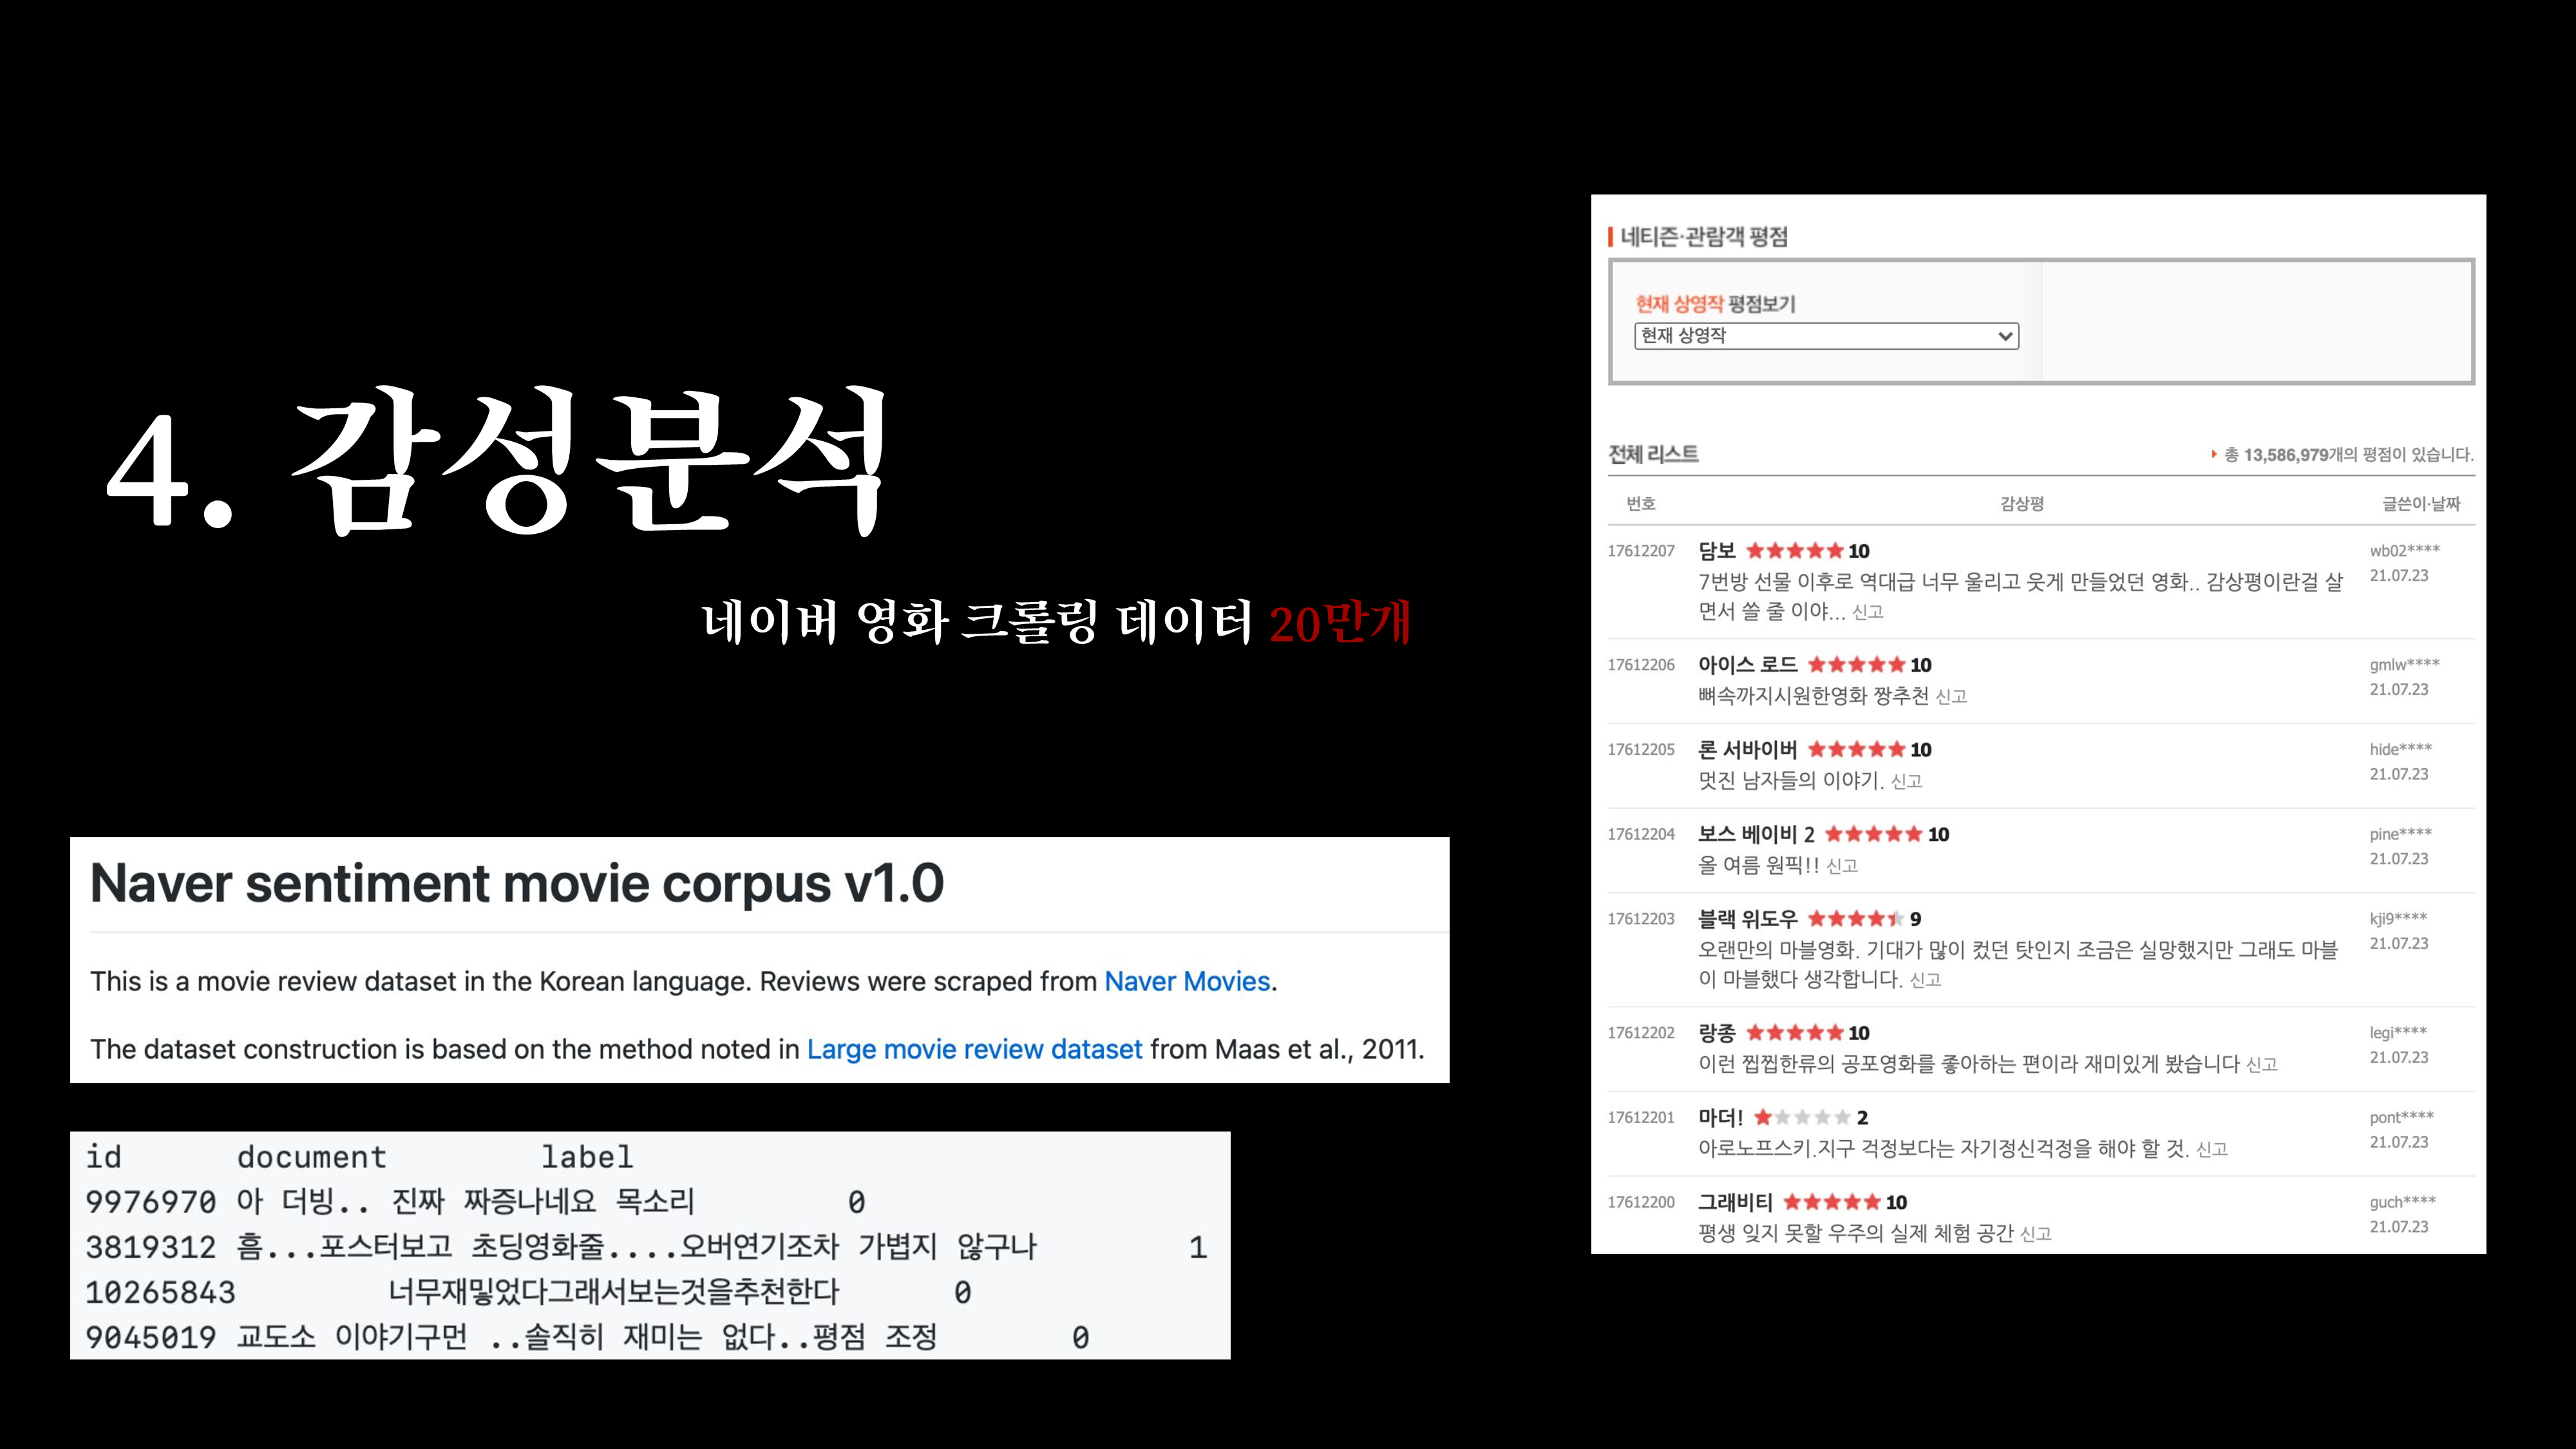 4. 감성분석
네이버 영화 크롤링 데이터 20만개
Naver sentiment movie corpus v1.0
This is a movie review dataset in the Korean language. Reviews were scraped from Naver Movies.
The dataset construction is based on the method noted in Large movie review dataset from Maas et al., 2011.
id document label
9976970 아 더빙.. 진짜 짜증나네요 목소리 0
3819312 흠...포스터보고 초딩영화줄....오버연기조차 가볍지 않구나 1
10265843 너무재밓었다그래서보는것을추천한다 0
9045019 교도소 이야기구먼 ..솔직히 재미는 없다..평점 조정 0
네티즌·관람객 평점
현재 상영작 평점보기
현재 상영작
전체 리스트 총 13,586,979개의 평점이 있습니다.
번호 감상평 글쓴이·날짜
17612207 담보 10 wb02****
7번방 선물 이후로 역대급 너무 울리고 웃게 만들었던 영화.. 감상평이란걸 살 21.07.23
면서 쓸 줄 이야... 신고
17612206 아이스 로드 10 gmlw****
뼈속까지시원한영화 짱추천 신고 21.07.23
17612205 론 서바이버 10 hide****
멋진 남자들의 이야기. 신고 21.07.23
17612204 보스 베이비 2 10 pine****
올 여름 원픽!! 신고 21.07.23
17612203 블랙 위도우 9 kji9****
오랜만의 마블영화. 기대가 많이 컸던 탓인지 조금은 실망했지만 그래도 마블 21.07.23
이 마블했다 생각합니다. 신고
17612202 랑종 10 legi****
이런 찝찝한류의 공포영화를 좋아하는 편이라 재미있게 봤습니다 신고 21.07.23
17612201 마더! 2 pont****
아로노프스키.지구 걱정보다는 자기정신걱정을 해야 할 것. 신고 21.07.23
17612200 그래비티 10 guch****
평생 잊지 못할 우주의 실제 체험 공간 신고 21.07.23